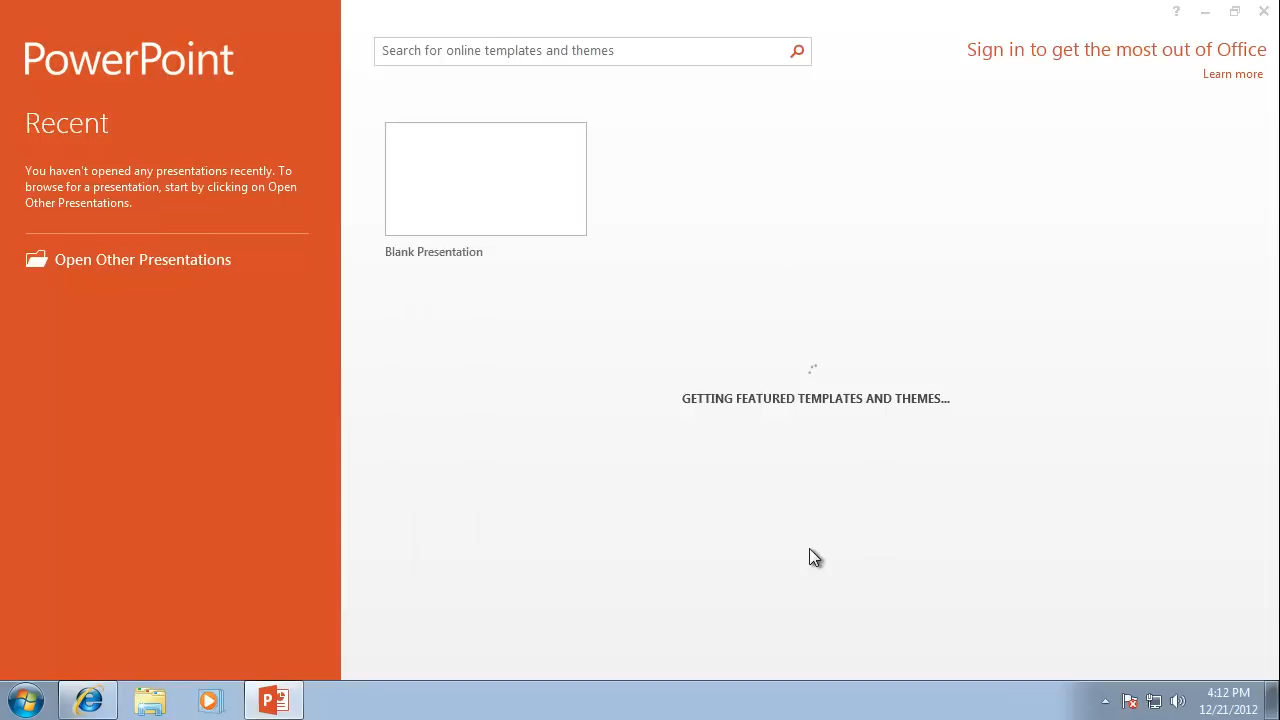 PowerPoint
Recent
You haven't opened any presentations recently. To
browse for a presentation, start by clicking on Open
Other Presentations.
Open Other Presentations
Search for online templates and themes
Sign in to get the most out of Office
Learn more
Blank Presentation
GETTING FEATURED TEMPLATES AND THEMES...
4:12 PM
12/21/2012